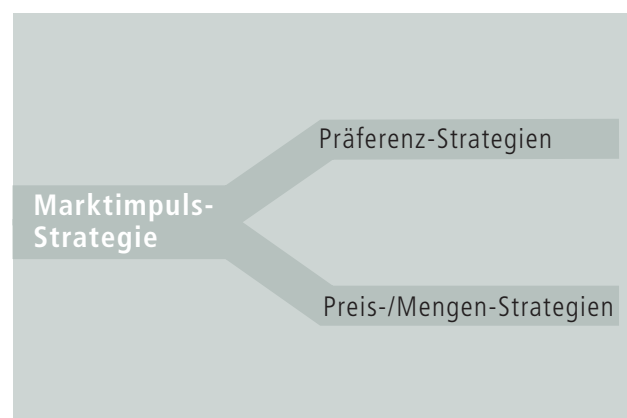 Präferenz-Strategien
Marktimpuls-
Strategie
Preis-/Mengen-Strategien